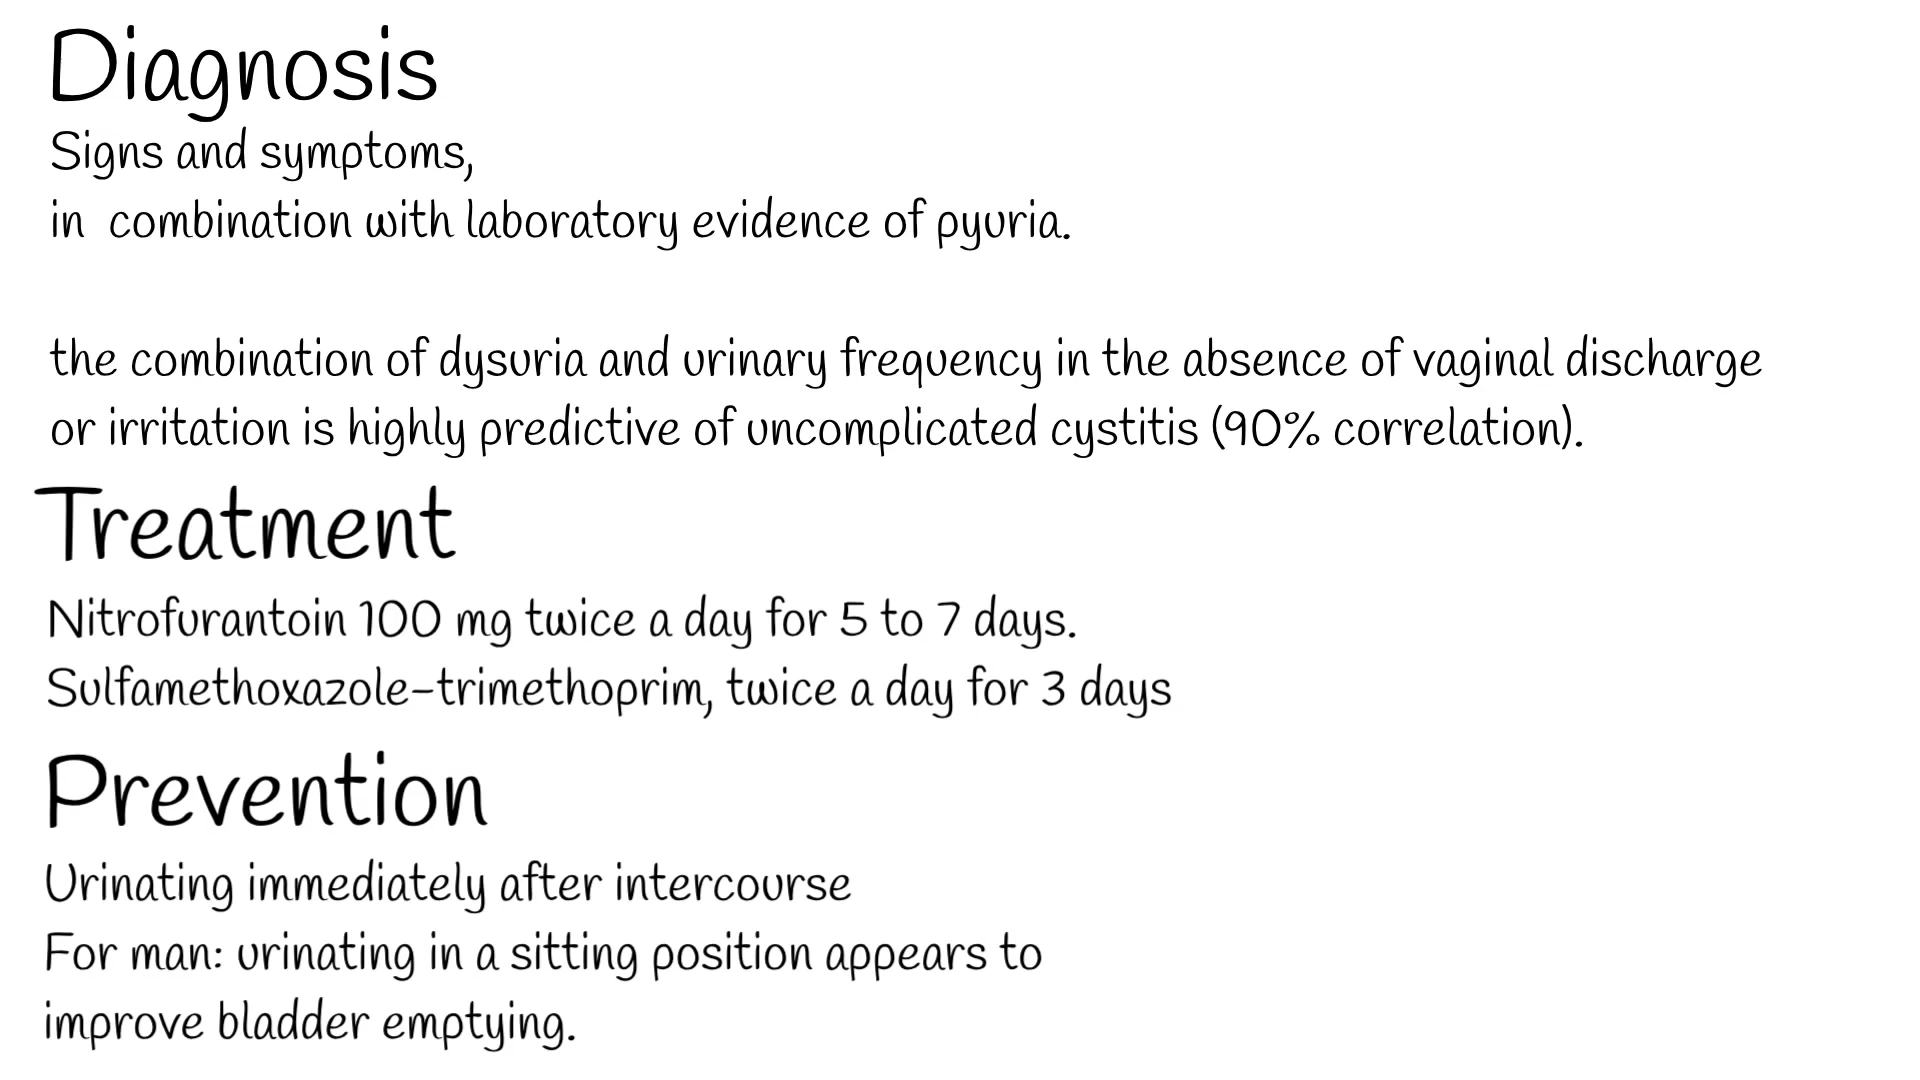 Diagnosis
Signs and symptoms,
in  combination with laboratory evidence of pyuria.
the combination of dysuria and urinary frequency in the absence of vaginal discharge
or irritation is highly predictive of uncomplicated cystitis (90% correlation).
Treatment
Nitrofurantoin 100 mg twice a day for 5 to 7 days.
Sulfamethoxazole-trimethoprim, twice a day for 3 days
Prevention
Urinating immediately after intercourse
For man: urinating in a sitting position appears to
improve bladder emptying.